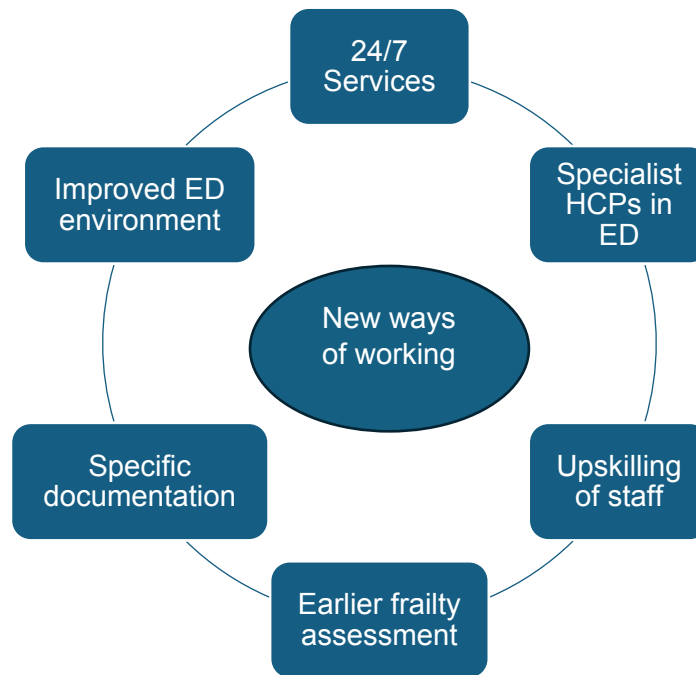 24/7
Services
Specialist
HCPs in
ED
Upskilling
of staff
Earlier frailty
assessment
Specific
documentation
Improved ED
environment
New ways
of working